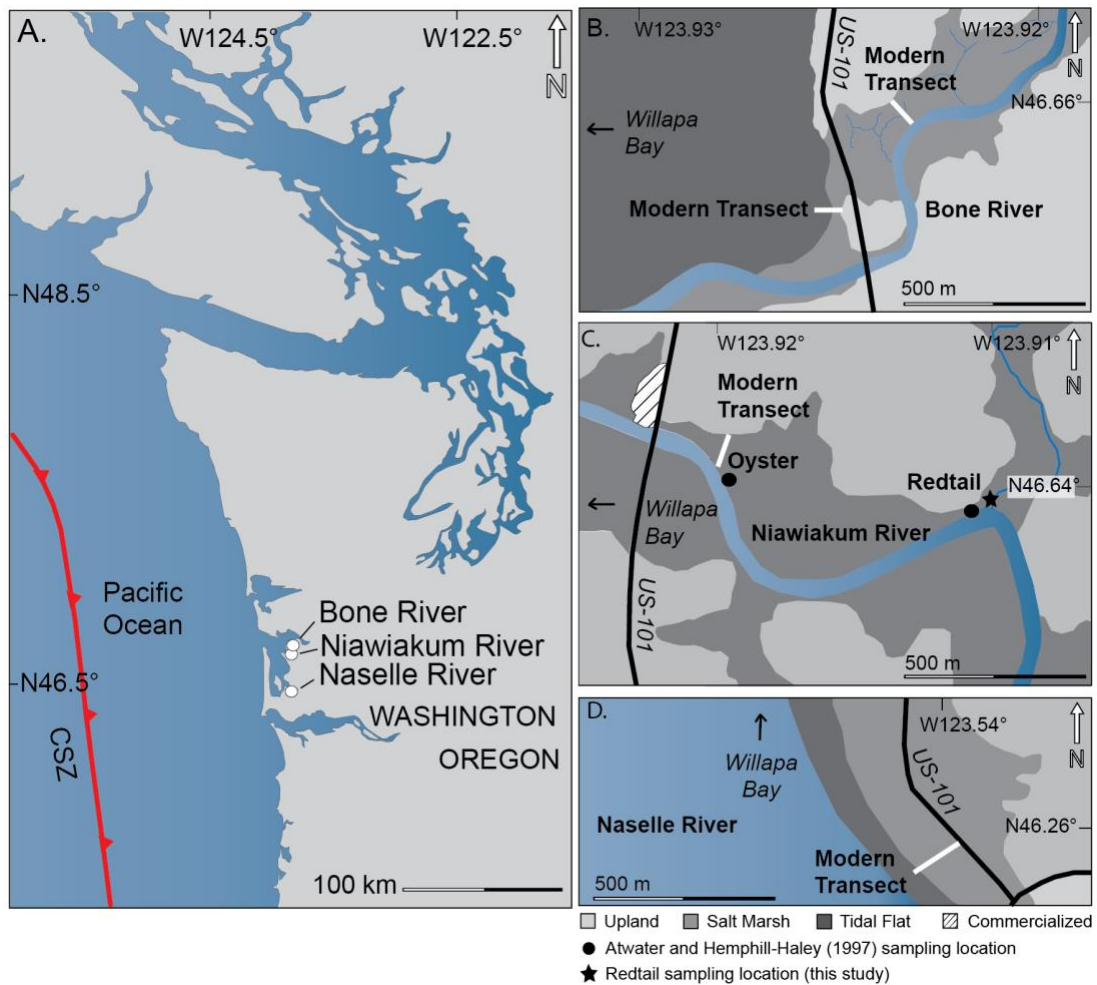 A.
W124.5°
W122.5°
N
N48.5°
Pacific
Ocean
Bone River
Niawiakum River
Naselle River
N46.5°
WASHINGTON
OREGON
CSZ
100 km
B.
W123.93°
US-101
W123.92°
N
Modern
Transect
N46.66°
Willapa
Bay
Modern Transect
Bone River
500 m
C.
W123.92°
W123.91°
N
Modern
Transect
Oyster
Redtail
N46.64°
Willapa
Bay
Niawiakum River
US-101
500 m
D.
W123.54°
N
Willapa
Bay
US-101
Naselle River
N46.26°
Modern
Transect
500 m
Upland Salt Marsh Tidal Flat Commercialized
Atwater and Hemphill-Haley (1997) sampling location
Redtail sampling location (this study)